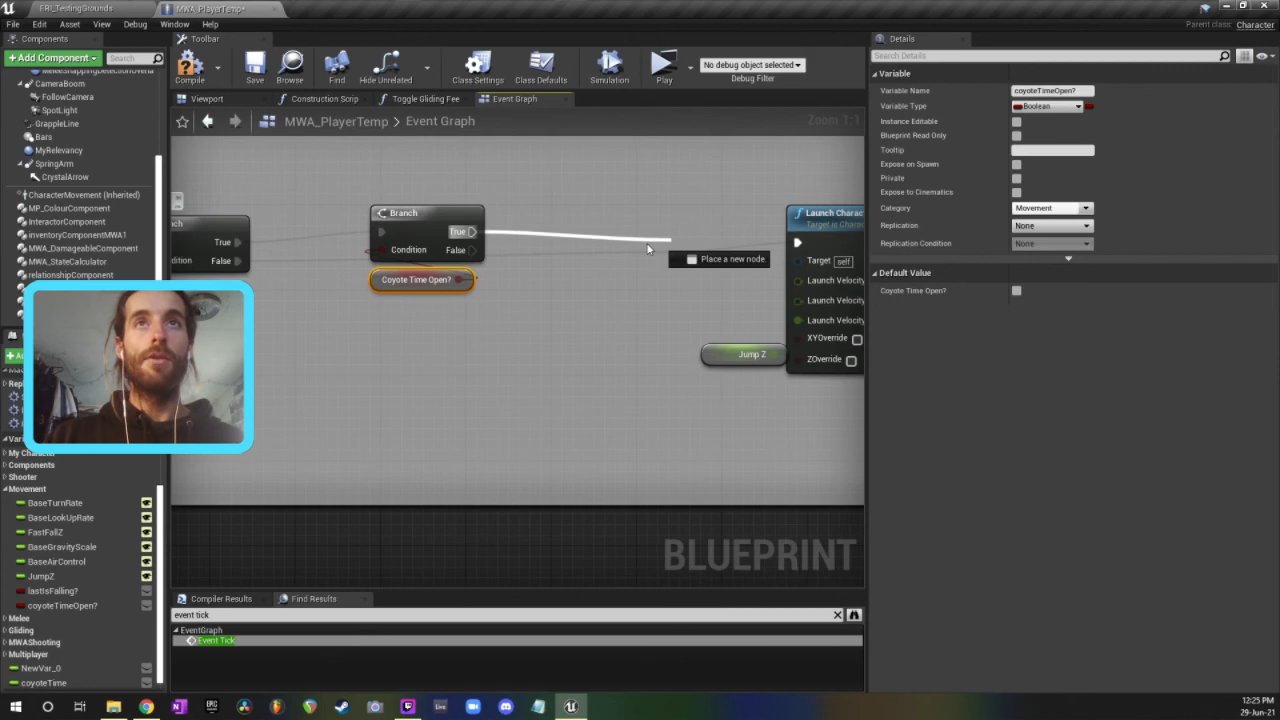 ERI_TestingGrounds
MWA_PlayerTemp*
File Edit Asset View Debug Window Help
Parent class: Character
Components
Toolbar
Details
+Add Component
Search
Compile
Save
Browse
Find
Hide Unrelated
Class Settings
Class Defaults
Simulation
Play
No debug object selected
Debug Filter
Search Details
MeleeSnappingDetectionArena
CameraBoom
FollowCamera
SpotLight
GrappleLine
Bars
MyRelevancy
SpringArm
CrystalArrow
CharacterMovement (Inherited)
MP_ColourComponent
InteractorComponent
inventoryComponentMWA1
MWA_DamageableComponent
MWA_StateCalculator
relationshipComponent
Viewport
Construction Scrip
Toggle Gliding Fee
Event Graph
MWA_PlayerTemp > Event Graph
Zoom 1:1
Branch
True
Condition False
Coyote Time Open?
True
False
Place a new node.
Launch Charac
Target is Charac
Target self
Launch Velocity
Launch Velocity
Launch Velocity
XYOverride
ZOverride
Jump Z
BLUEPRINT
Variable
Variable Name coyoteTimeOpen?
Variable Type Boolean
Instance Editable
Blueprint Read Only
Tooltip
Expose on Spawn
Private
Expose to Cinematics
Category Movement
Replication None
Replication Condition None
Default Value
Coyote Time Open?
My Character
Components
Shooter
Movement
BaseTurnRate
BaseLookUpRate
FastFallZ
BaseGravityScale
BaseAirControl
JumpZ
lastIsFalling?
coyoteTimeOpen?
Melee
Gliding
MWAShooting
Multiplayer
NewVar_0
coyoteTime
Compiler Results
Find Results
event tick
EventGraph
Event Tick
Live
12:25 PM
29-Jun-21